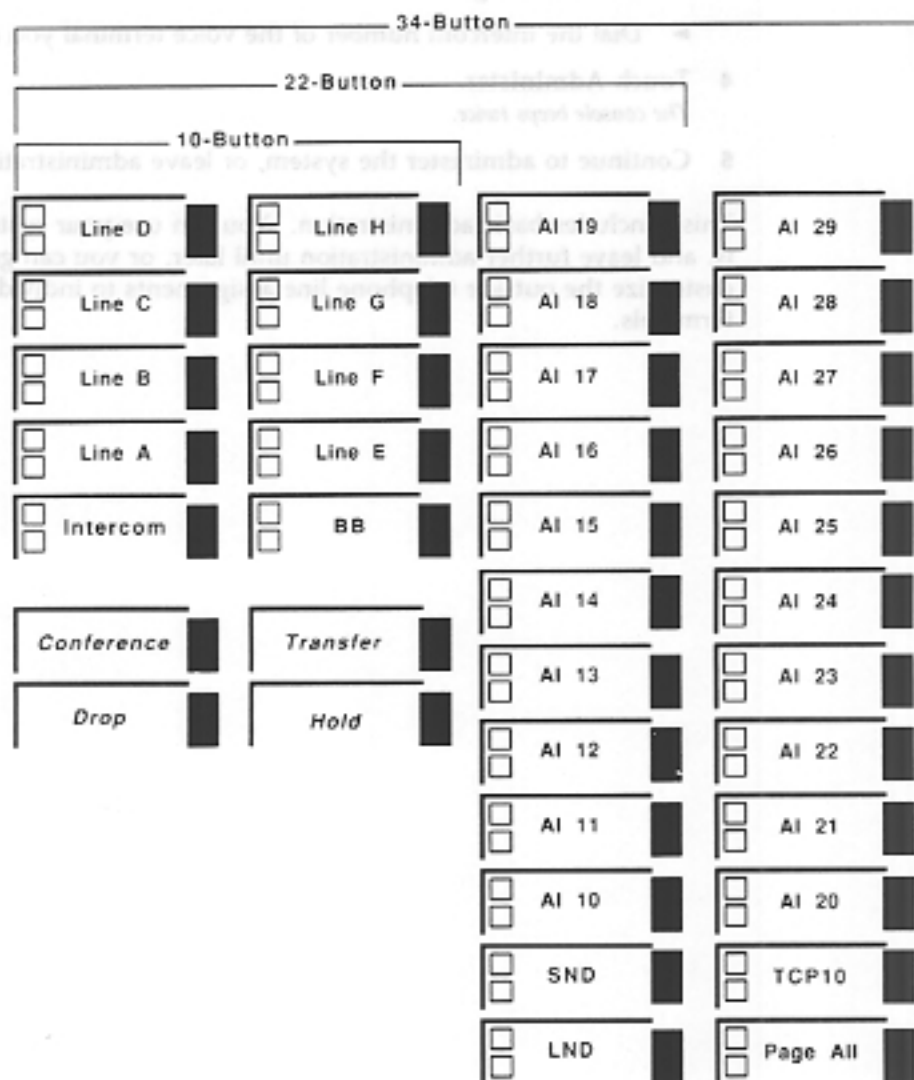 34-Button
22-Button
10-Button
Line D Line H AI 19 AI 29
Line C Line G AI 18 AI 28
Line B Line F AI 17 AI 27
Line A Line E AI 16 AI 26
Intercom BB AI 15 AI 25
AI 14 AI 24
Conference Transfer AI 13 AI 23
Drop Hold AI 12 AI 22
AI 11 AI 21
AI 10 AI 20
SND TCP10
LND Page All